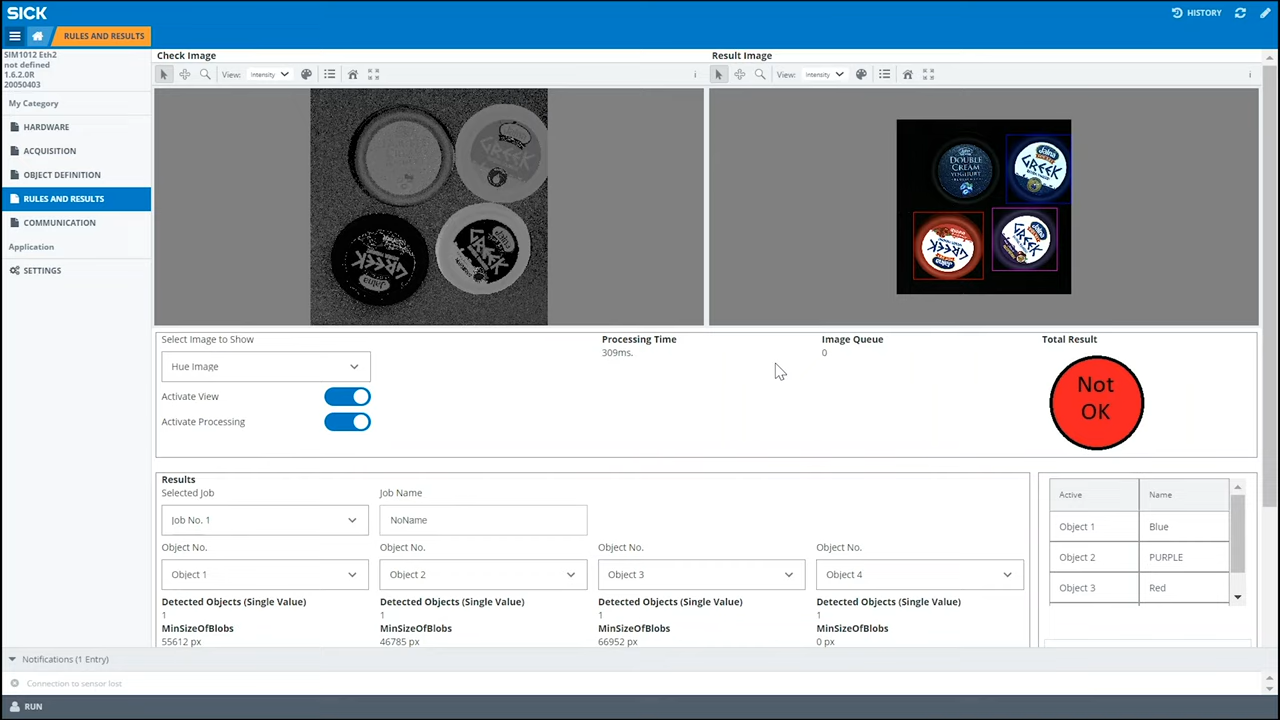 SICK
HISTORY
RULES AND RESULTS
SIM1012 Eth2
not defined
1.6.2.0R
20050403
My Category
HARDWARE
ACQUISITION
OBJECT DEFINITION
RULES AND RESULTS
COMMUNICATION
Application
SETTINGS
Check Image
View: Intensity
GREEK
GREEK
Jalna
GREEK
Result Image
View: Intensity
DOUBLE
CREAM
YOGHURT
Jalna
GREEK
GREEK
Jalna
GREEK
Select Image to Show
Hue Image
Activate View
Activate Processing
Processing Time
309ms.
Image Queue
0
Total Result
Not
OK
Results
Selected Job
Job Name
Job No. 1
NoName
Object No.
Object No.
Object No.
Object No.
Object 1
Object 2
Object 3
Object 4
Detected Objects (Single Value)
Detected Objects (Single Value)
Detected Objects (Single Value)
Detected Objects (Single Value)
1
1
1
1
MinSizeOfBlobs
MinSizeOfBlobs
MinSizeOfBlobs
MinSizeOfBlobs
55612 px
46785 px
66952 px
0 px
Active Name
Object 1 Blue
Object 2 PURPLE
Object 3 Red
Notifications (1 Entry)
Connection to sensor lost
RUN